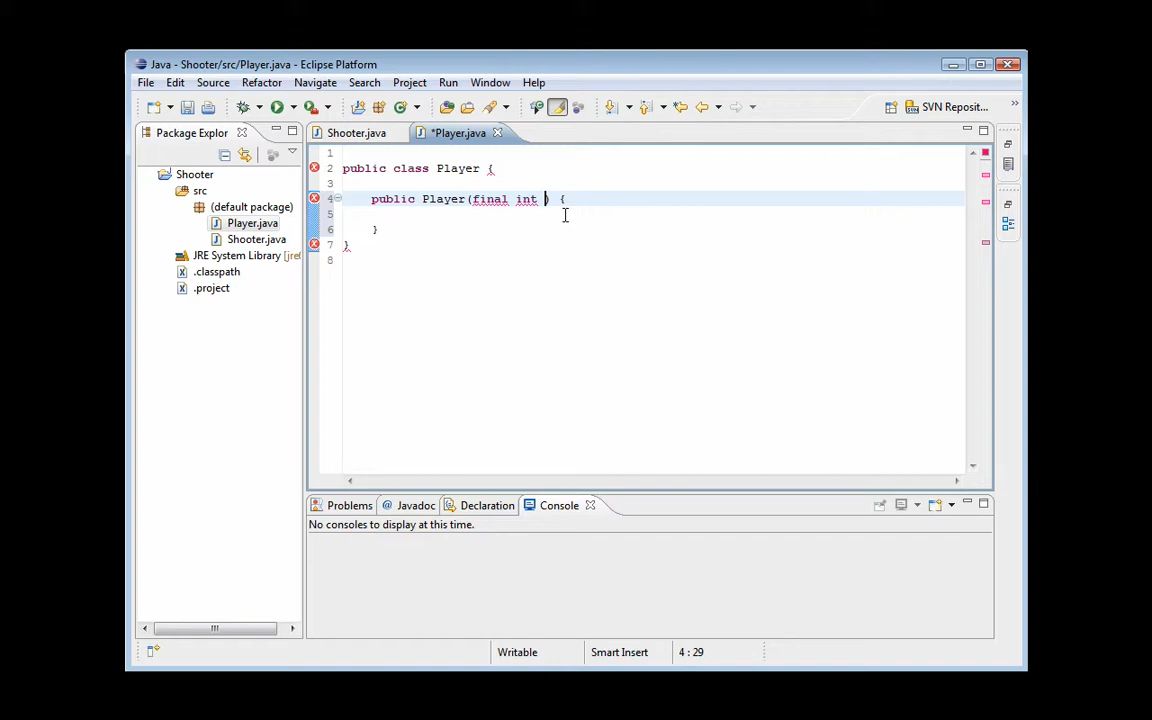 Java - Shooter/src/Player.java - Eclipse Platform
File Edit Source Refactor Navigate Search Project Run Window Help
SVN Reposit... »
Package Explor
Shooter.java *Player.java
Shooter
src
(default package)
Player.java
Shooter.java
JRE System Library [jre
.classpath
.project
1
2 public class Player {
3
4 public Player(final int ) {
5
6 }
7 }
8
Problems @ Javadoc Declaration Console
No consoles to display at this time.
Writable Smart Insert 4 : 29